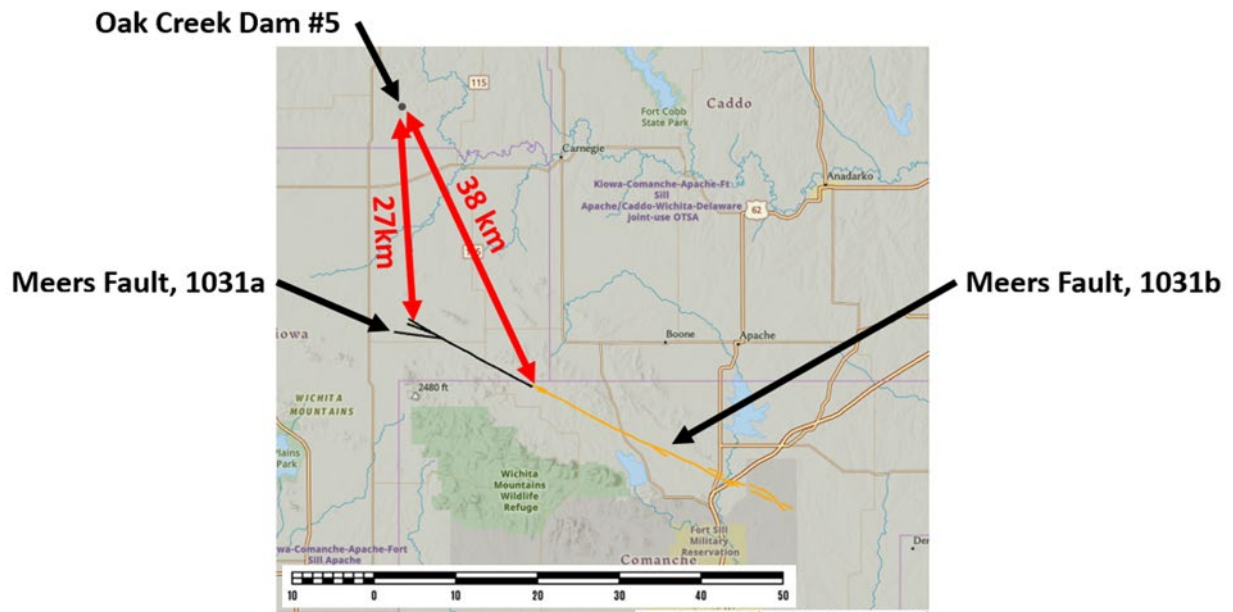 Oak Creek Dam #5
115
Caddo
Fort Cobb
State Park
Carnegie
Anadarko
Kiowa-Comanche-Apache-Ft
Sill
Apache/Caddo-Wichita-Delaware
joint-use OTSA
62
38 km
27km
Meers Fault, 1031a
Meers Fault, 1031b
iowa
Boone
Apache
2480 ft
WICHITA
MOUNTAINS
Plains
Park
Wichita
Mountains
Wildlife
Refuge
Fort Sill
Military
Reservation
owa-Comanche-Apache-Fort
Sill Apache
Comanche
10 0 10 20 30 40 50